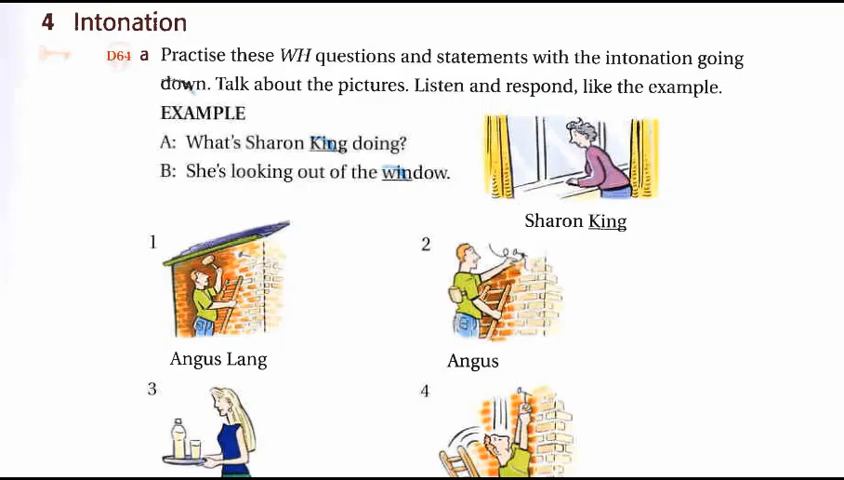 4 Intonation
D64 a Practise these WH questions and statements with the intonation going
down. Talk about the pictures. Listen and respond, like the example.
EXAMPLE
A: What's Sharon King doing?
B: She's looking out of the window.
Sharon King
1
2
Angus Lang
Angus
3
4